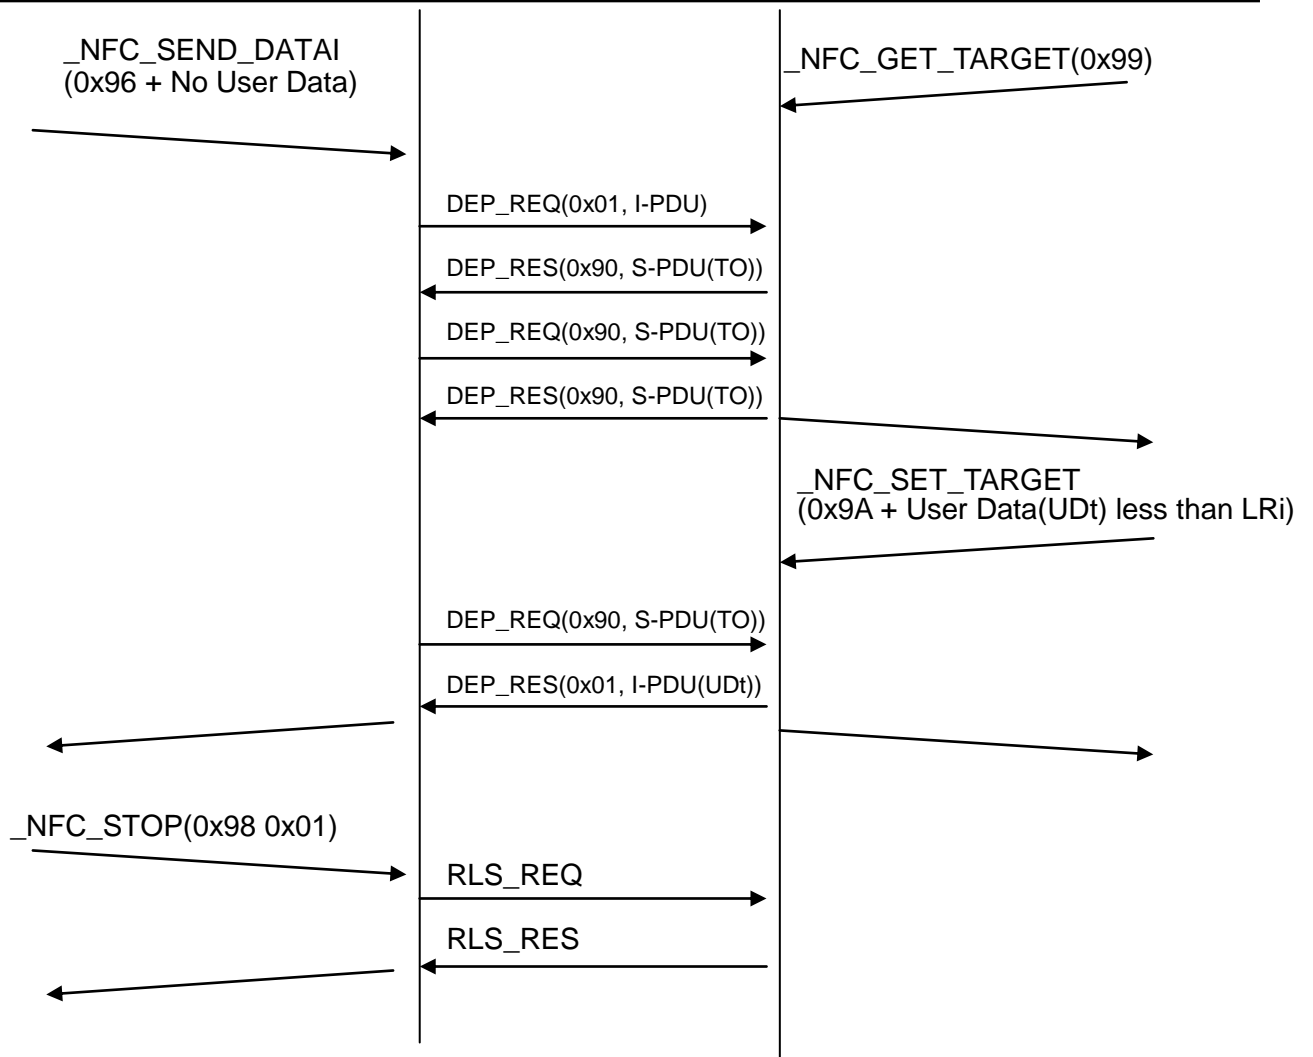 _NFC_SEND_DATAI
(0x96 + No User Data)
_NFC_GET_TARGET(0x99)
DEP_REQ(0x01, I-PDU)
DEP_RES(0x90, S-PDU(TO))
DEP_REQ(0x90, S-PDU(TO))
DEP_RES(0x90, S-PDU(TO))
_NFC_SET_TARGET
(0x9A + User Data(UDt) less than LRi)
DEP_REQ(0x90, S-PDU(TO))
DEP_RES(0x01, I-PDU(UDt))
_NFC_STOP(0x98 0x01)
RLS_REQ
RLS_RES